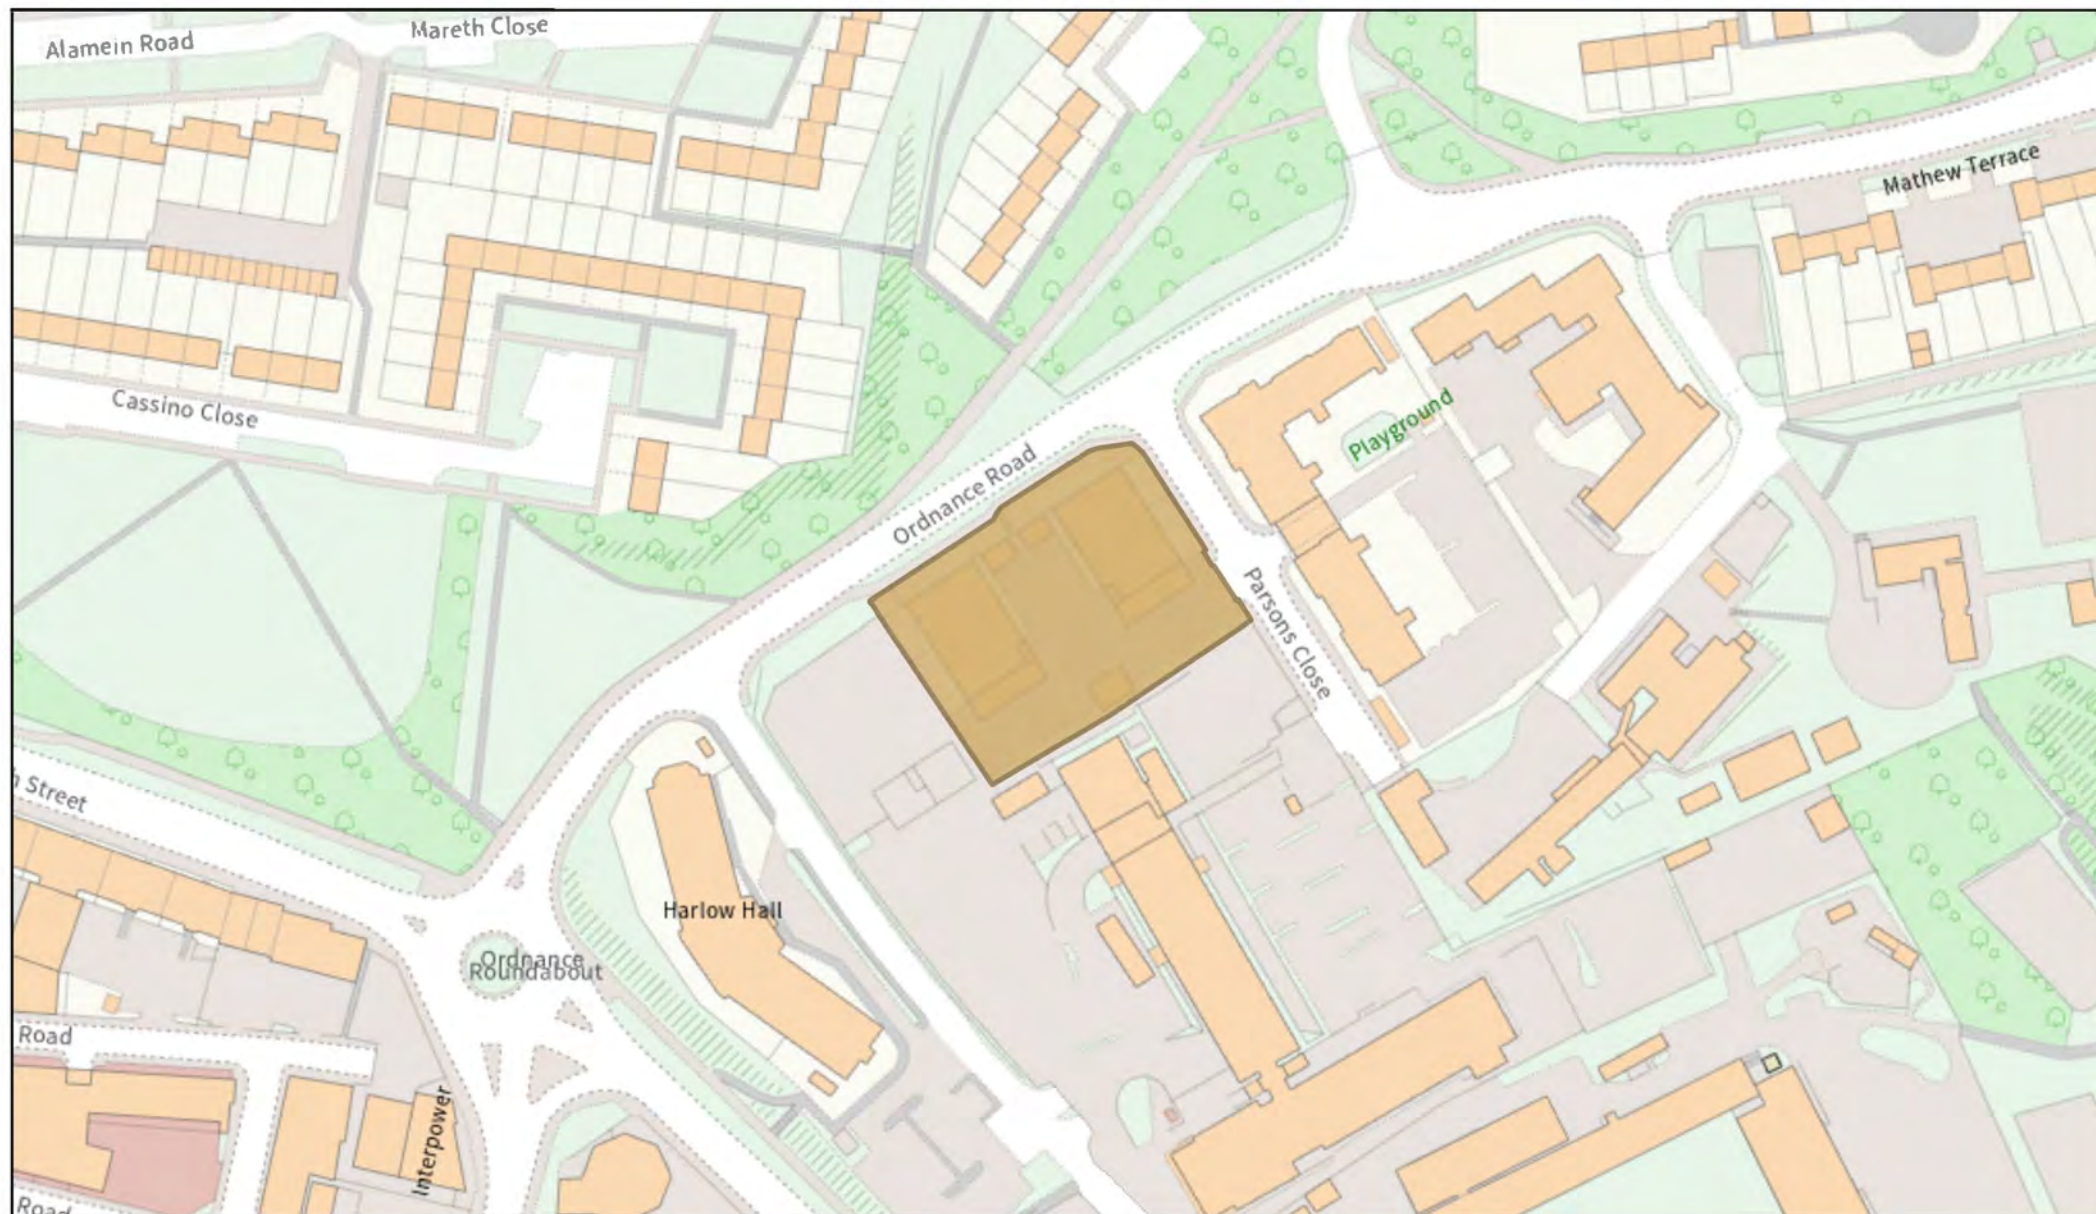 Alamein Road
Mareth Close
Mathew Terrace
Cassino Close
Playground
Ordnance Road
Parsons Close
h Street
Harlow Hall
Ordnance
Roundabout
Road
Interpower
Road